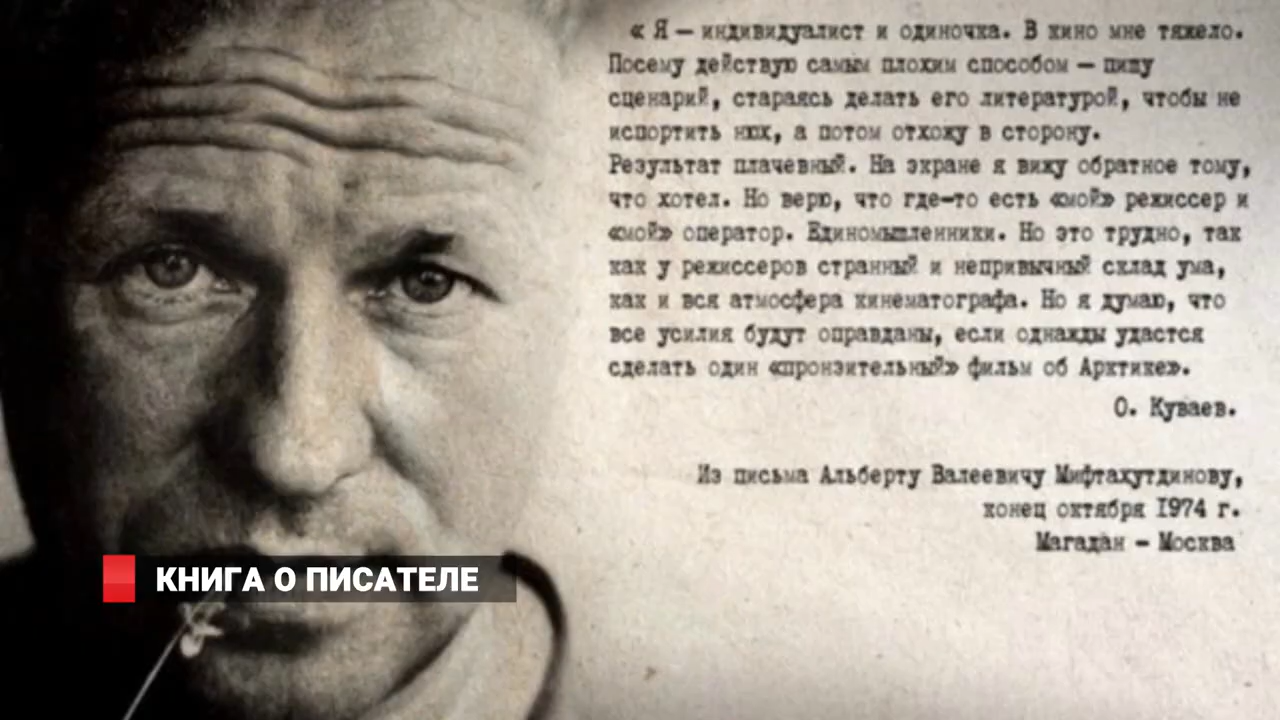 « Я – индивидуалист и одиночка. В кино мне тяжело.
Посему действую самым плохим способом – пишу
сценарий, стараясь делать его литературой, чтобы не
испортить нюх, а потом отхожу в сторону.
Результат плачевный. На экране я вижу обратное тому,
что хотел. Но верю, что где-то есть «мой» режиссер и
«мой» оператор. Единомышленники. Но это трудно, так
как у режиссеров странный и непривычный склад ума,
как и вся атмосфера кинематографа. Но я думаю, что
все усилия будут оправданы, если однажды удастся
сделать один «пронзительный» фильм об Арктике».
О. Куваев.
Из письма Альберту Валеевичу Мифтахутдинову,
конец октября 1974 г.
Магадан – Москва
КНИГА О ПИСАТЕЛЕ